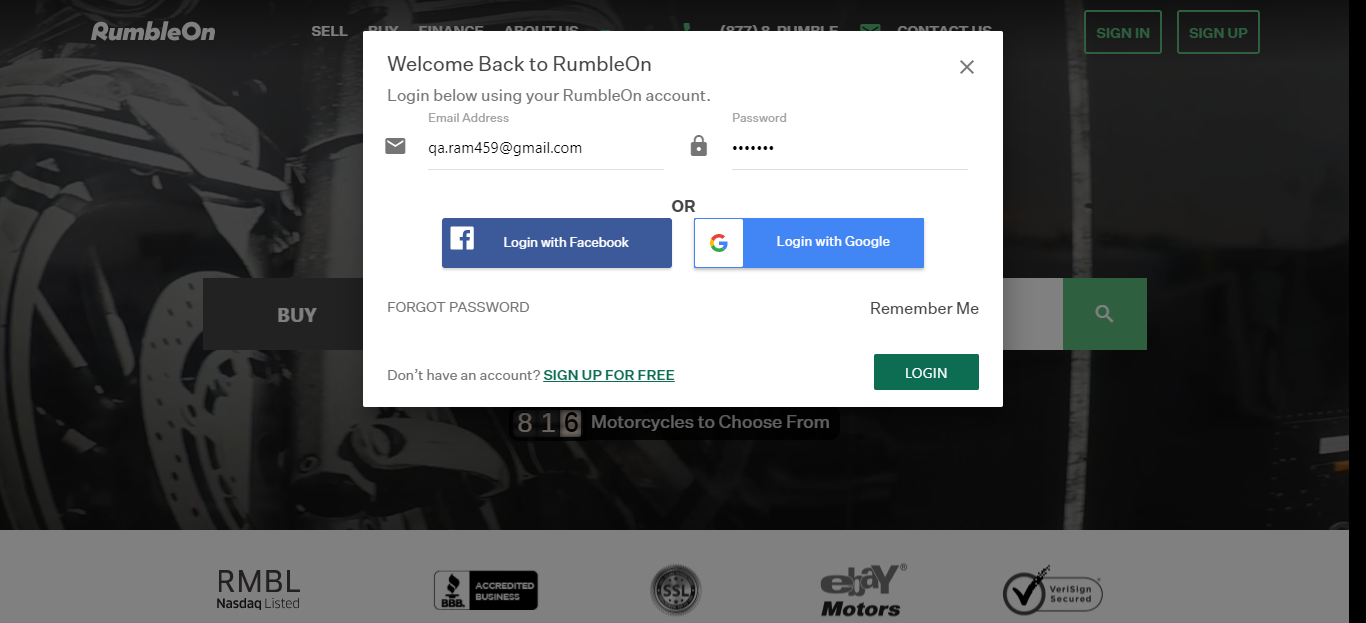 RumbleOn
SELL BUY FINANCE ABOUT US (877) 8-RUMBLE CONTACT US
SIGN IN SIGN UP
Welcome Back to RumbleOn
Login below using your RumbleOn account.
Email Address Password
qa.ram459@gmail.com •••••••
OR
Login with Facebook G Login with Google
FORGOT PASSWORD Remember Me
BUY
Don't have an account? SIGN UP FOR FREE LOGIN
816 Motorcycles to Choose From
RMBL
Nasdaq Listed
BBB. ACCREDITED
BUSINESS
SSL
ebay®
Motors
VeriSign
Secured